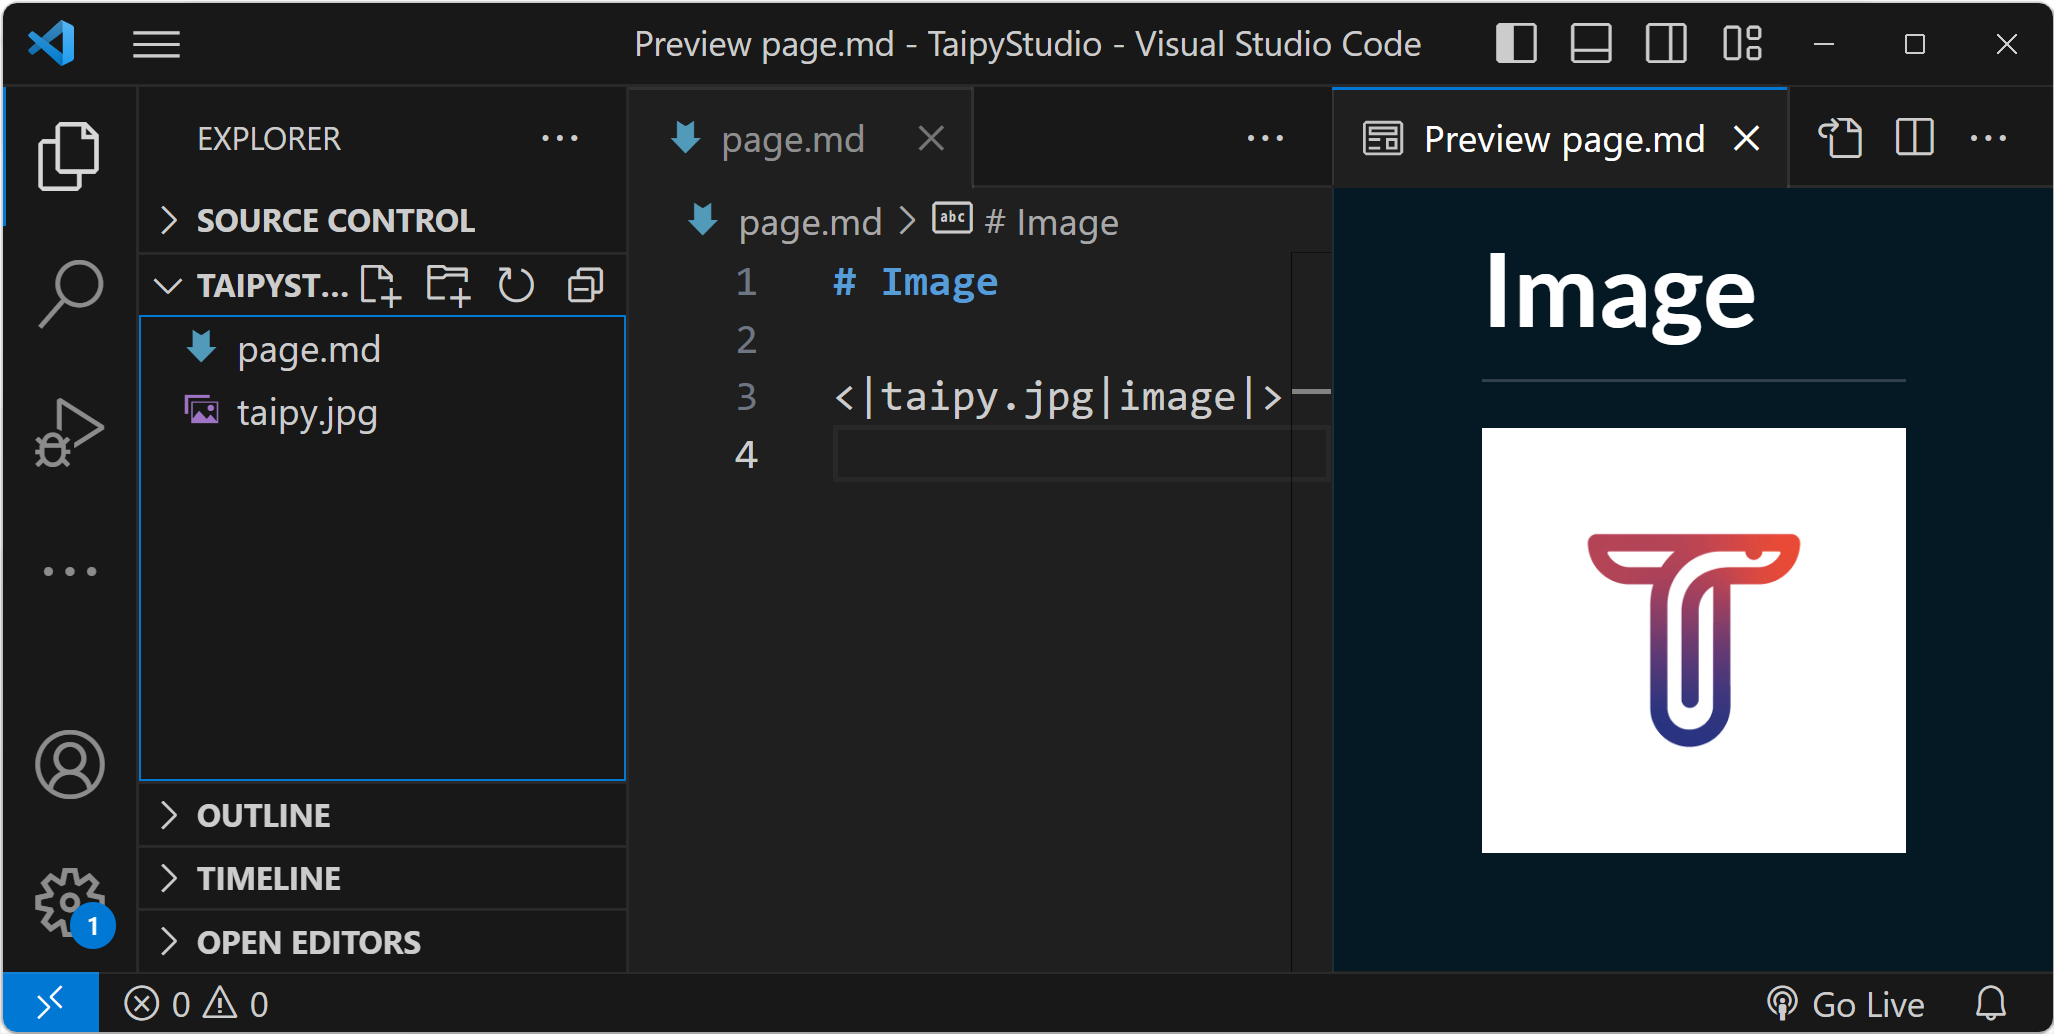 Preview page.md - TaipyStudio - Visual Studio Code
EXPLORER
SOURCE CONTROL
TAIPYST...
page.md
taipy.jpg
OUTLINE
TIMELINE
OPEN EDITORS
1
page.md
page.md > abc # Image
1 # Image
2
3 <|taipy.jpg|image|>
4
Preview page.md
Image
0 0
Go Live